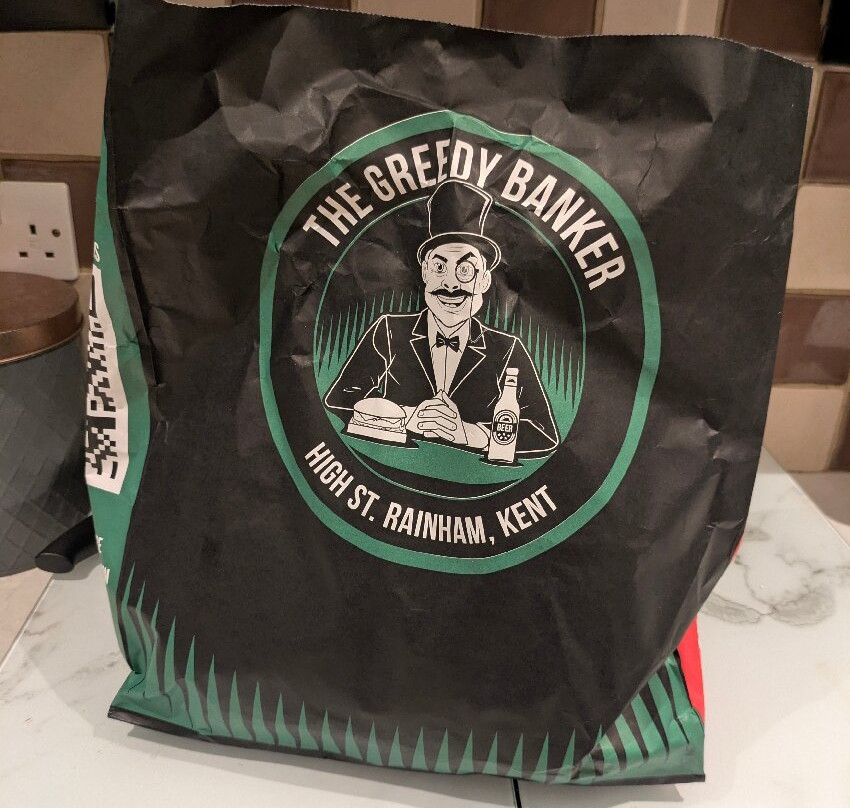 THE GREEDY BANKER
BEER
HIGH ST. RAINHAM, KENT